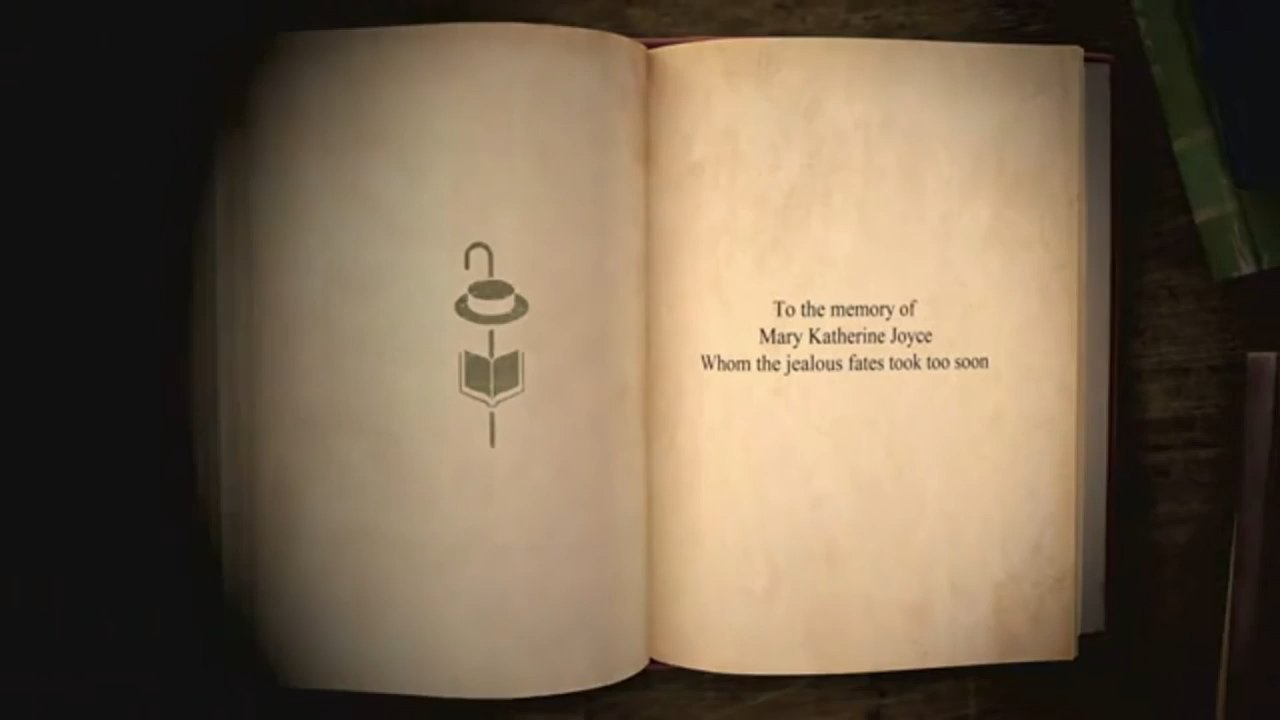 To the memory of
Mary Katherine Joyce
Whom the jealous fates took too soon